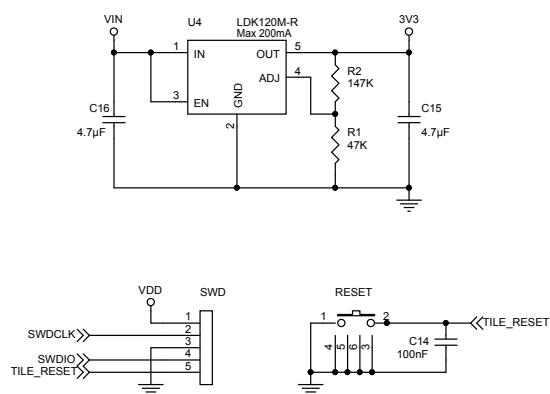 VIN
U4
LDK120M-R
Max 200mA
3V3
1
IN
OUT
5
ADJ
4
R2
147K
3
EN
GND
2
C16
4.7µF
R1
47K
C15
4.7µF
VDD
SWD
SWDCLK
SWDIO
TILE_RESET
1
2
3
4
5
RESET
1
2
4
5
6
3
TILE_RESET
C14
100nF